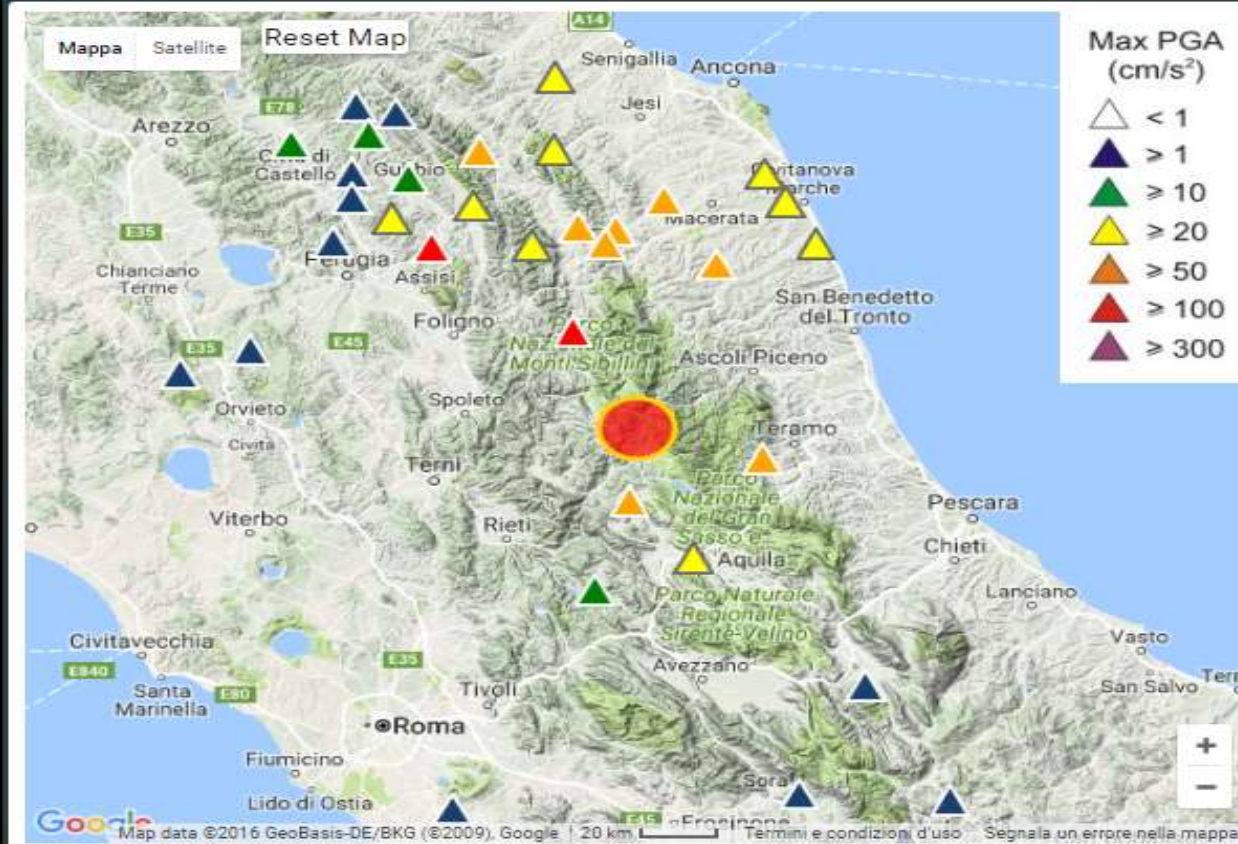 A14
Mappa Satellite
Reset Map
Senigallia
Ancona
Jesi
E78
Arezzo
Città di
Castello
Gubbio
Civitanova
Marche
Macerata
E35
Perugia
Chianciano
Terme
Assisi
San Benedetto
del Tronto
Foligno
E45
E35
Parco
Nazionale dei
Monti Sibillini
Ascoli Piceno
Orvieto
Spoleto
Civita
Teramo
Terni
Parco
Nazionale
del Gran
Sasso e
Viterbo
Rieti
Pescara
Chieti
Aquila
Lanciano
Parco Naturale
Regionale
Sirente-Velino
Civitavecchia
Vasto
E840
E35
Avezzano
Santa
Marinella
E80
Tivoli
San Salvo
Roma
Fiumicino
Sora
Lido di Ostia
E45
Frosinone
Google
Map data ©2016 GeoBasis-DE/BKG (©2009), Google
20 km
Termini e condizioni d'uso
Segnala un errore nella mappa
+
−
Max PGA
(cm/s²)
< 1
≥ 1
≥ 10
≥ 20
≥ 50
≥ 100
≥ 300